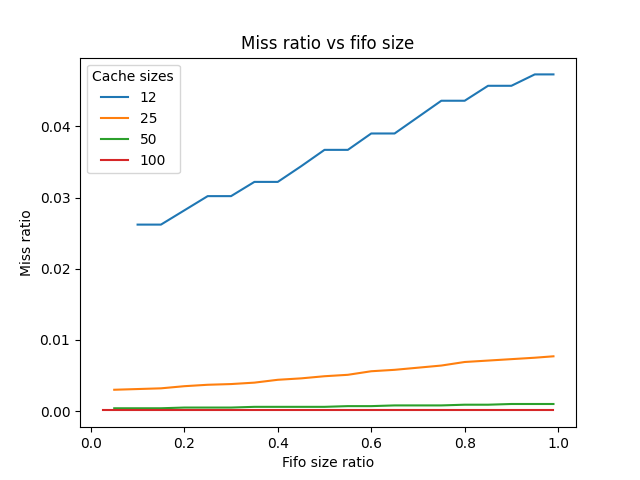 Miss ratio vs fifo size
Cache sizes
12
25
50
100
Miss ratio
0.04
0.03
0.02
0.01
0.00
0.0 0.2 0.4 0.6 0.8 1.0
Fifo size ratio